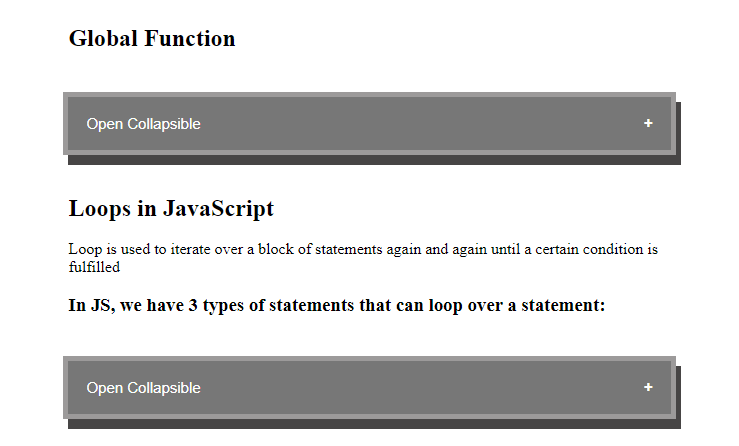 Global Function
Open Collapsible +
Loops in JavaScript
Loop is used to iterate over a block of statements again and again until a certain condition is
fulfilled
In JS, we have 3 types of statements that can loop over a statement:
Open Collapsible +